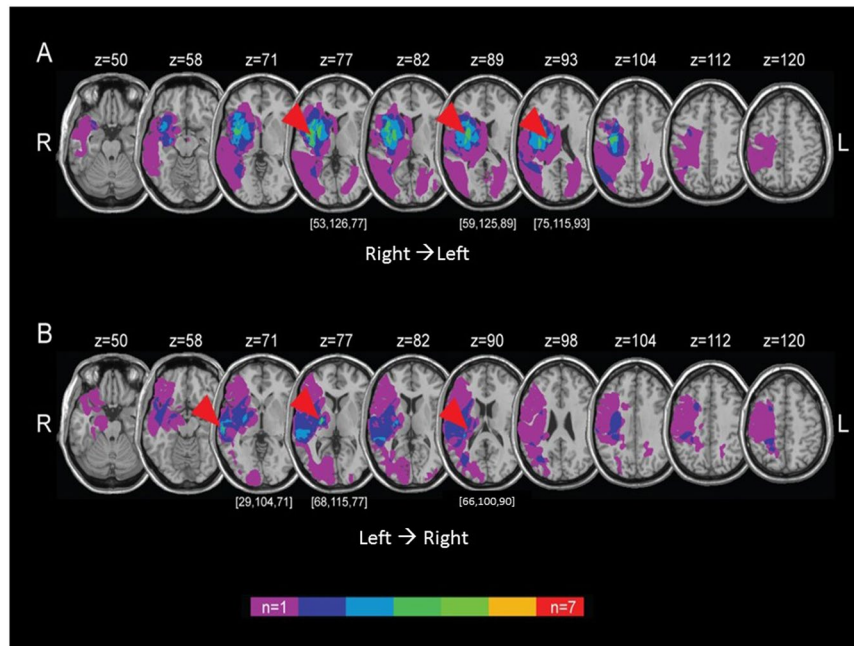 A
z=50 z=58 z=71 z=77 z=82 z=89 z=93 z=104 z=112 z=120
R L
[53,126,77] [59,125,89] [75,115,93]
Right → Left
B
z=50 z=58 z=71 z=77 z=82 z=90 z=98 z=104 z=112 z=120
R L
[29,104,71] [68,115,77] [66,100,90]
Left → Right
n=1 n=7